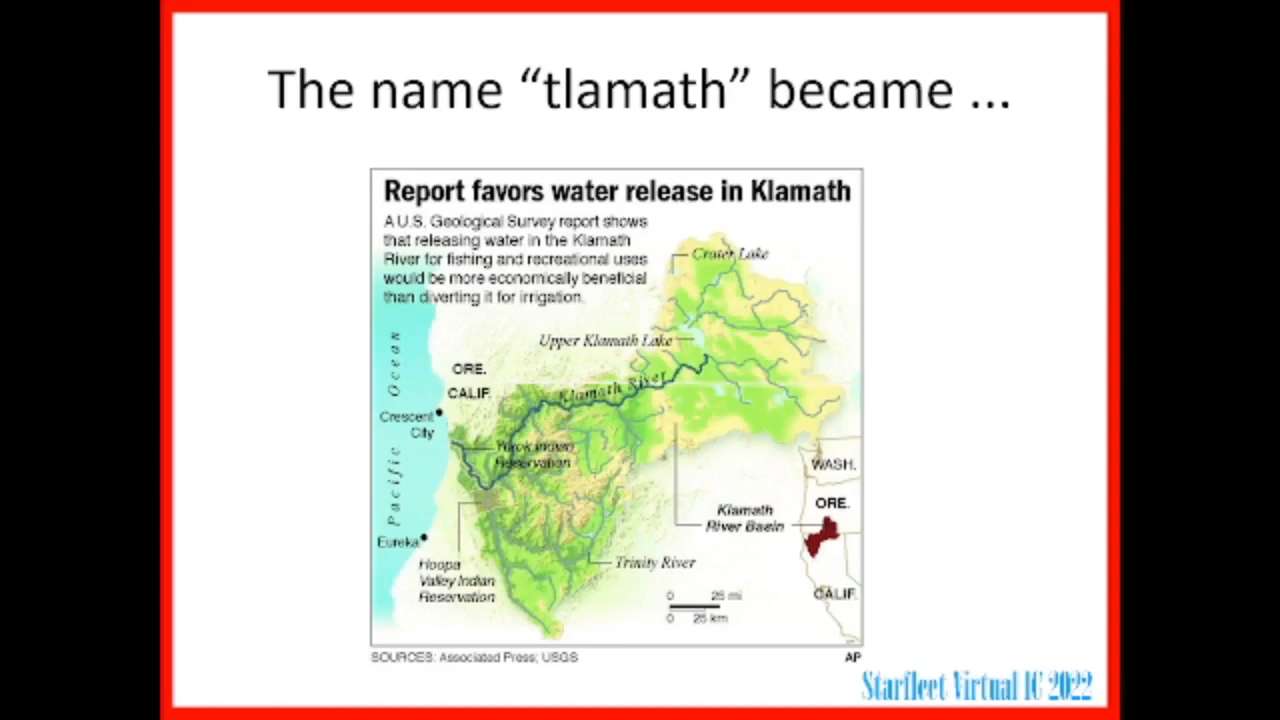 The name “tlamath” became ...
Report favors water release in Klamath
A U.S. Geological Survey report shows
that releasing water in the Klamath
River for fishing and recreational uses
would be more economically beneficial
than diverting it for irrigation.
Crater Lake
Upper Klamath Lake
Pacific Ocean
ORE.
CALIF.
Klamath River
Crescent
City
Yurok Indian
Reservation
WASH.
ORE.
Klamath
River Basin
Eureka
Hoopa
Valley Indian
Reservation
Trinity River
CALIF.
0 25 mi
0 25 km
SOURCES: Associated Press; USGS
AP
Starfleet Virtual IC 2022